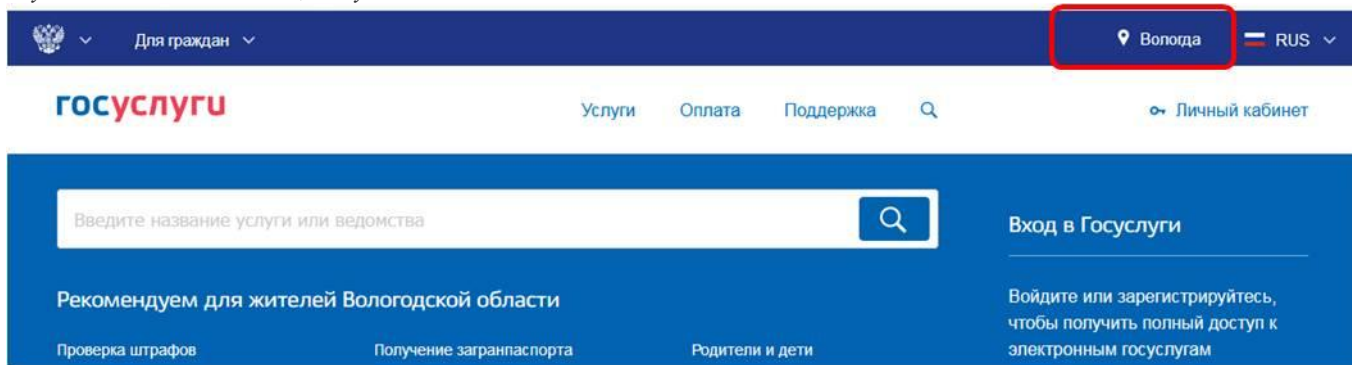 Для граждан
Вологда
RUS
госуслуги
Услуги Оплата Поддержка
Личный кабинет
Введите название услуги или ведомства
Вход в Госуслуги
Рекомендуем для жителей Вологодской области
Войдите или зарегистрируйтесь,
чтобы получить полный доступ к
электронным госуслугам
Проверка штрафов
Получение загранпаспорта
Родители и дети